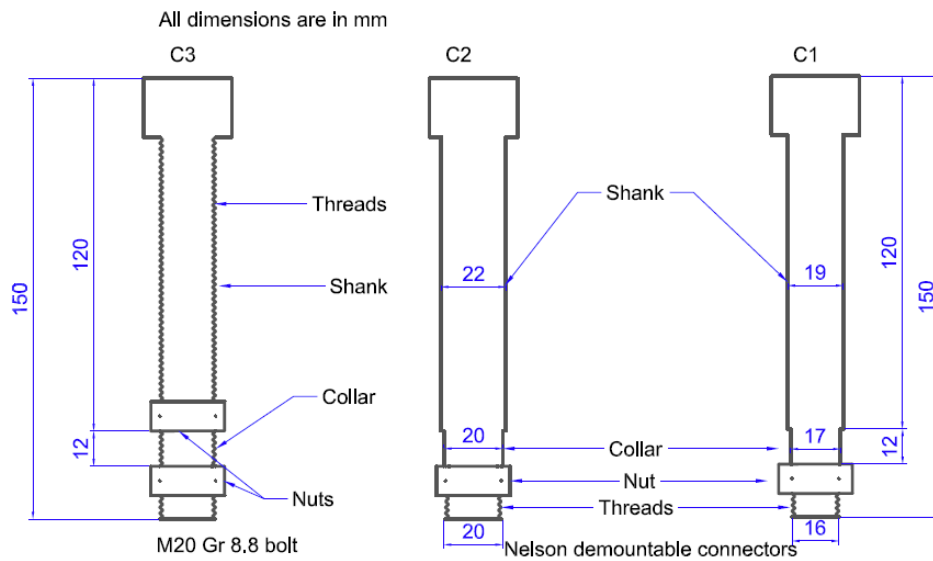 All dimensions are in mm
C3
C2
C1
Threads
Shank
Collar
Nuts
150
120
12
M20 Gr 8.8 bolt
Shank
22
20
20
Collar
Nut
Threads
Nelson demountable connectors
19
17
16
120
12
150